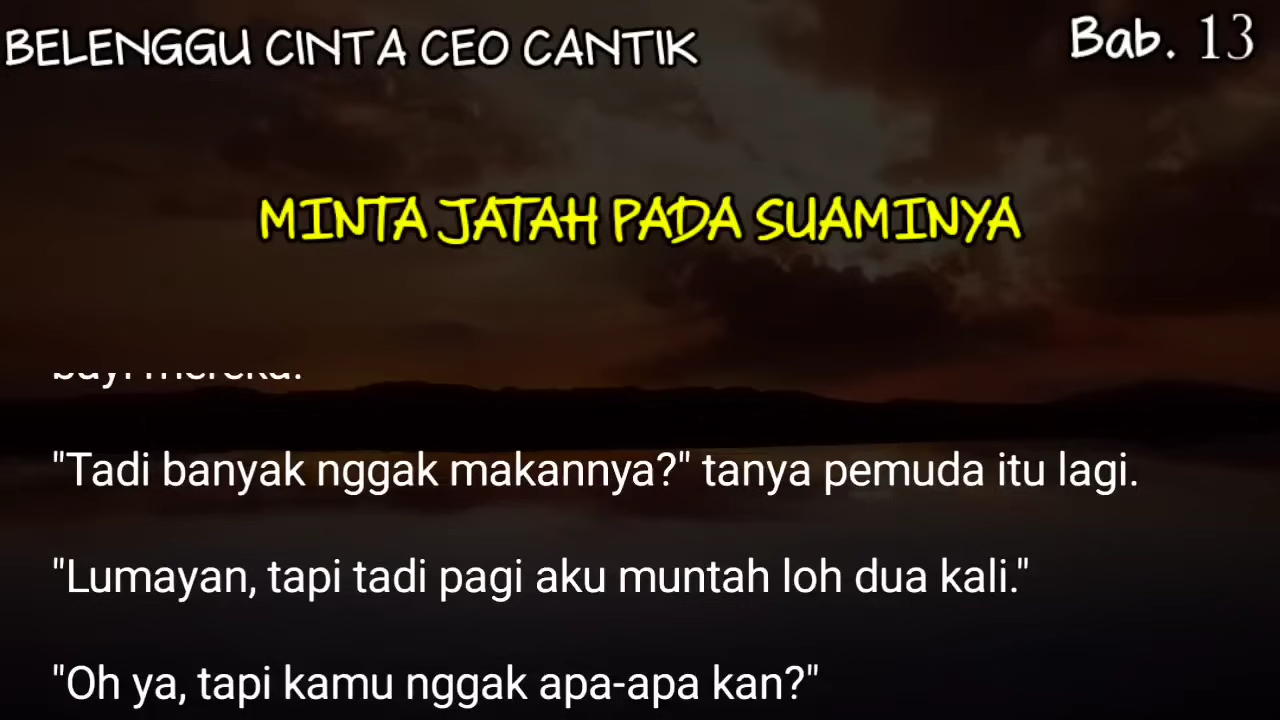 BELENGGU CINTA CEO CANTIK
Bab. 13
MINTA JATAH PADA SUAMINYA
"Tadi banyak nggak makannya?" tanya pemuda itu lagi.
"Lumayan, tapi tadi pagi aku muntah loh dua kali."
"Oh ya, tapi kamu nggak apa-apa kan?"